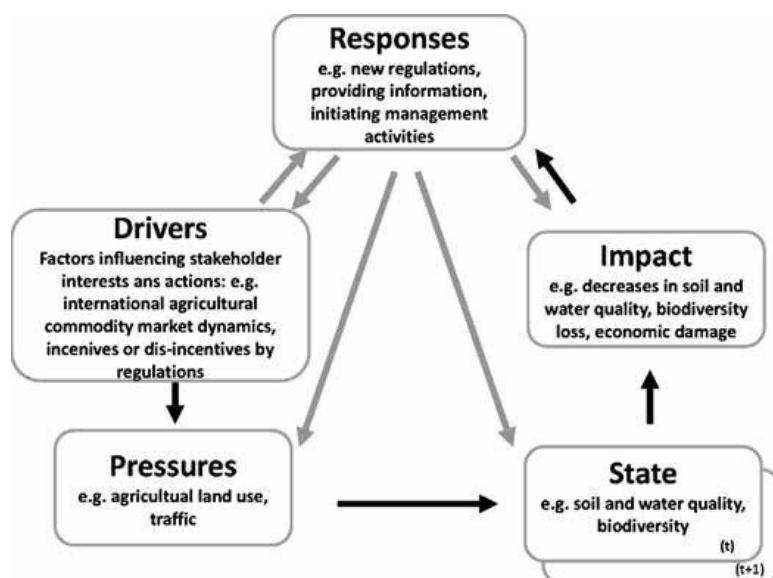 Responses
e.g. new regulations,
providing information,
initiating management
activities
Drivers
Factors influencing stakeholder
interests ans actions: e.g.
international agricultural
commodity market dynamics,
incenives or dis-incentives by
regulations
Impact
e.g. decreases in soil and
water quality, biodiversity
loss, economic damage
Pressures
e.g. agricultual land use,
traffic
State
e.g. soil and water quality,
biodiversity
(t)
(t+1)